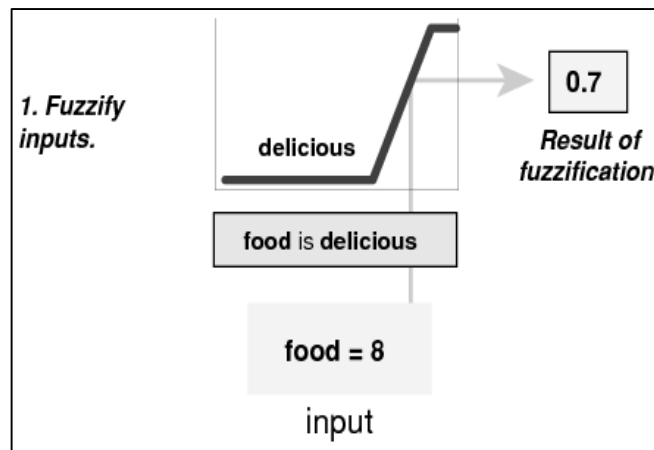 1. Fuzzify
inputs.
delicious
0.7
Result of
fuzzification
food is delicious
food = 8
input